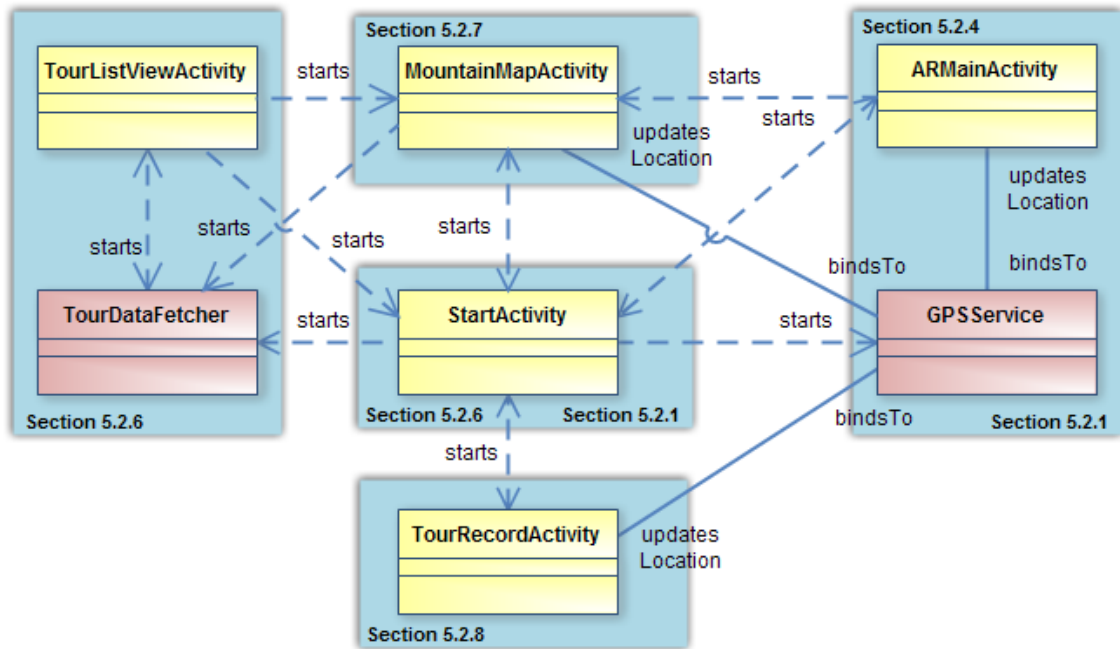 Section 5.2.7
Section 5.2.4
TourListViewActivity
starts
MountainMapActivity
starts
ARMainActivity
updates
Location
updates
Location
starts
starts
starts
starts
bindsTo
bindsTo
TourDataFetcher
starts
StartActivity
starts
GPSService
Section 5.2.6
Section 5.2.6
Section 5.2.1
bindsTo
Section 5.2.1
starts
TourRecordActivity
updates
Location
Section 5.2.8